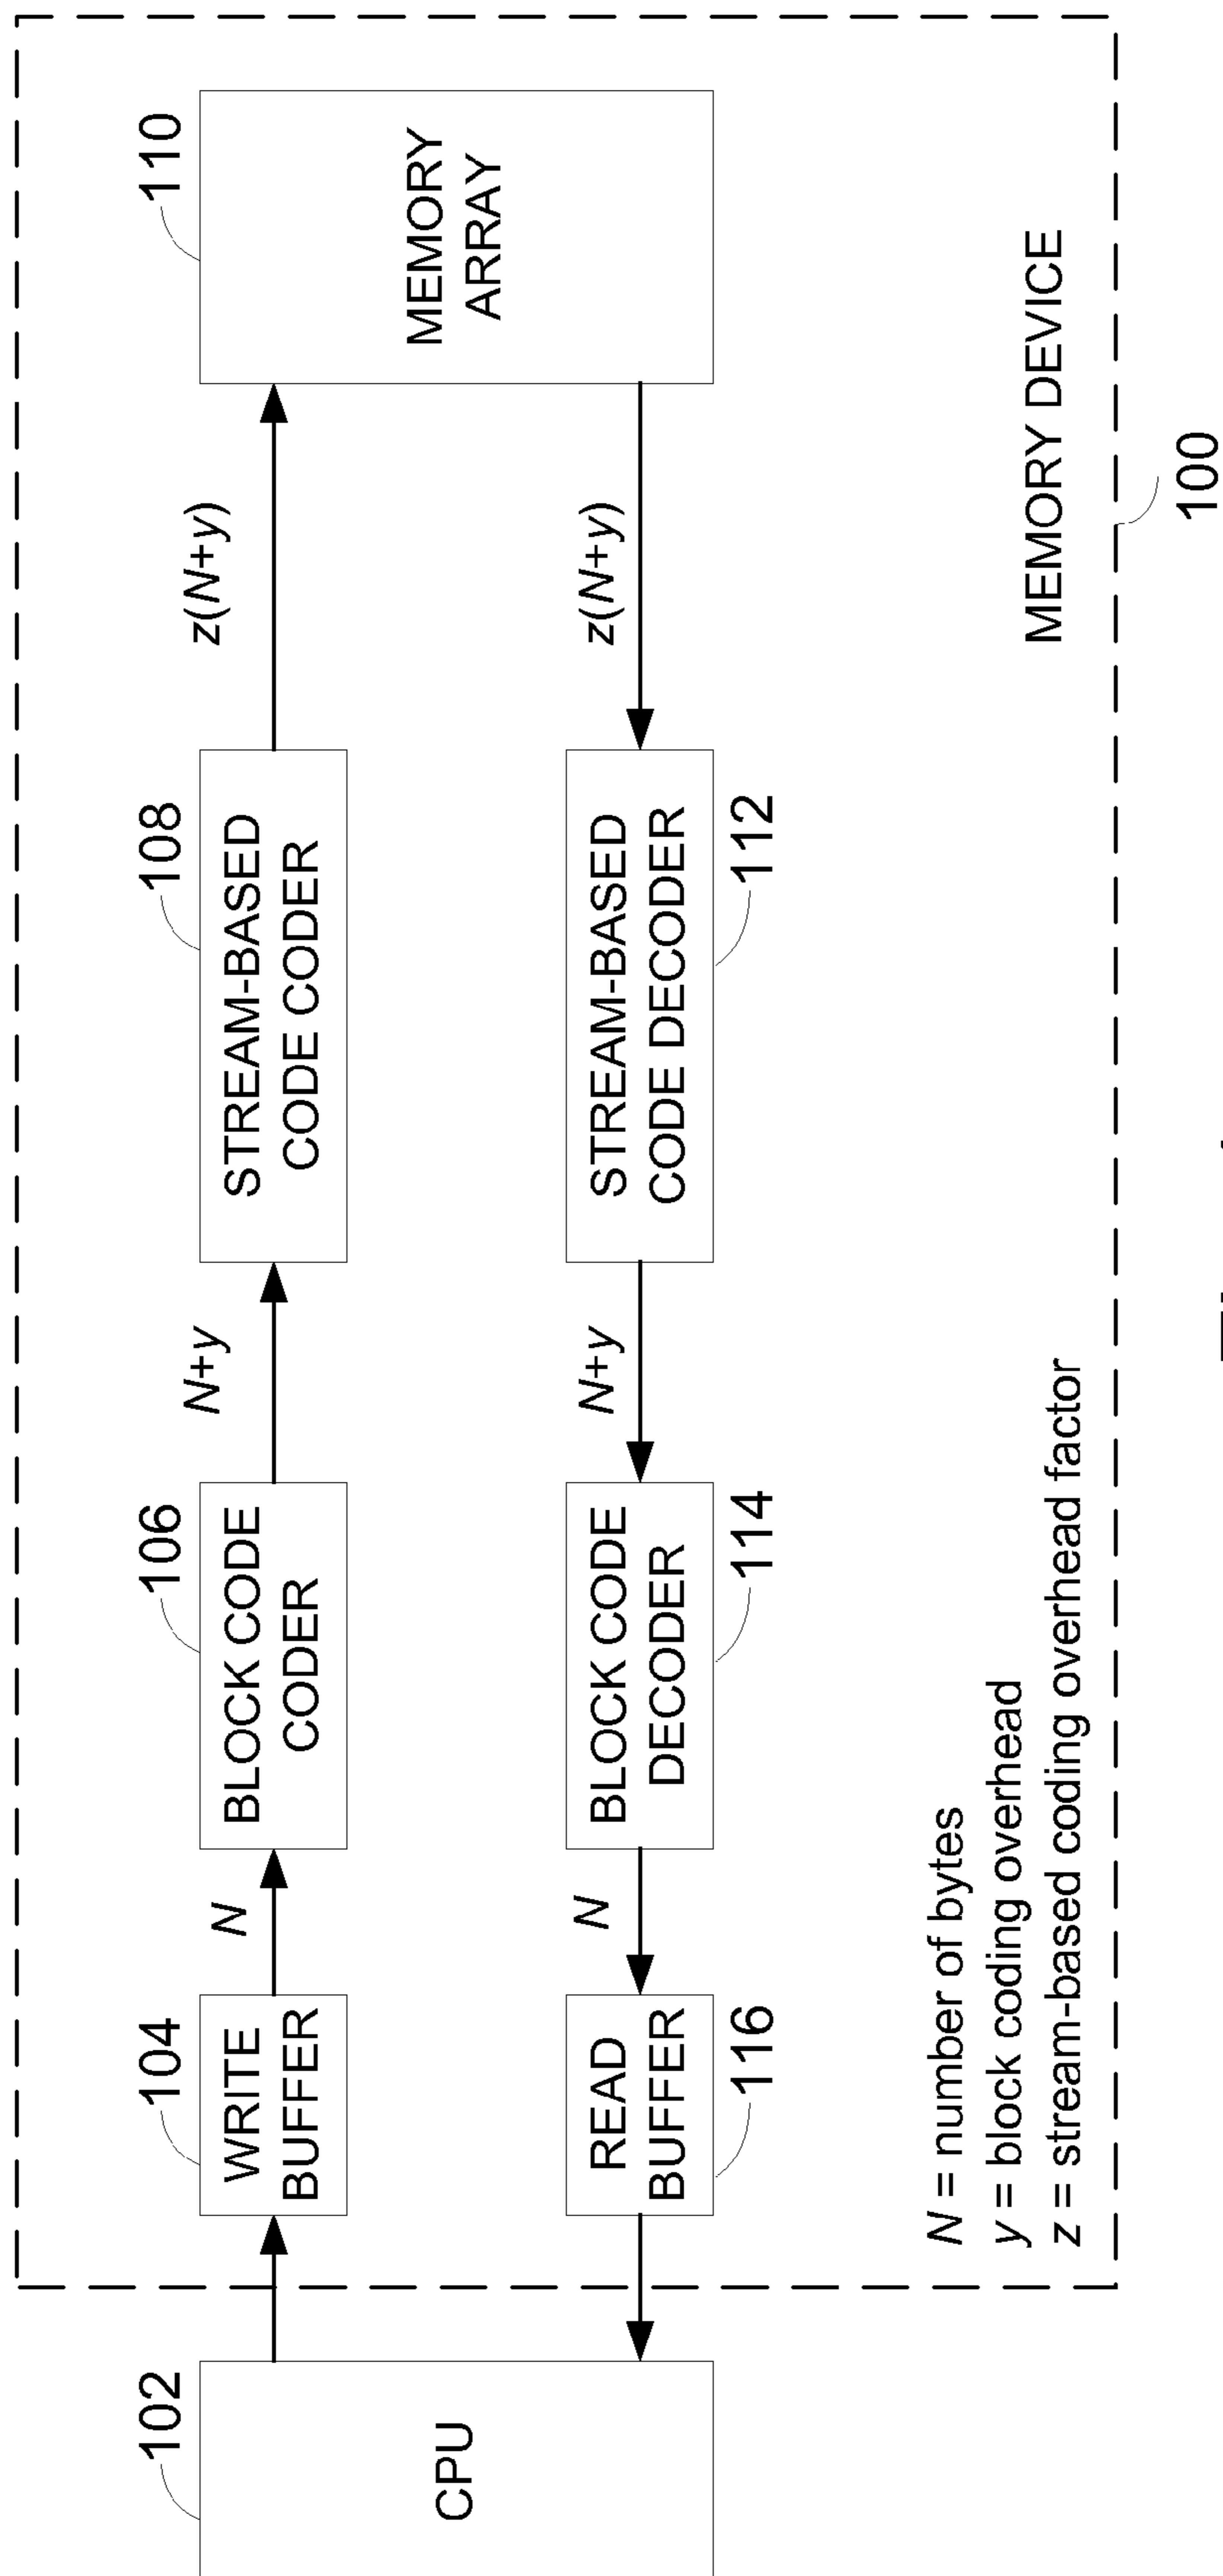 102
104
106
108
110
CPU
WRITE
BUFFER
N
BLOCK CODE
CODER
N+y
STREAM-BASED
CODE CODER
z(N+y)
MEMORY
ARRAY
READ
BUFFER
N
BLOCK CODE
DECODER
N+y
STREAM-BASED
CODE DECODER
z(N+y)
116
114
112
N = number of bytes
y = block coding overhead
z = stream-based coding overhead factor
MEMORY DEVICE
100